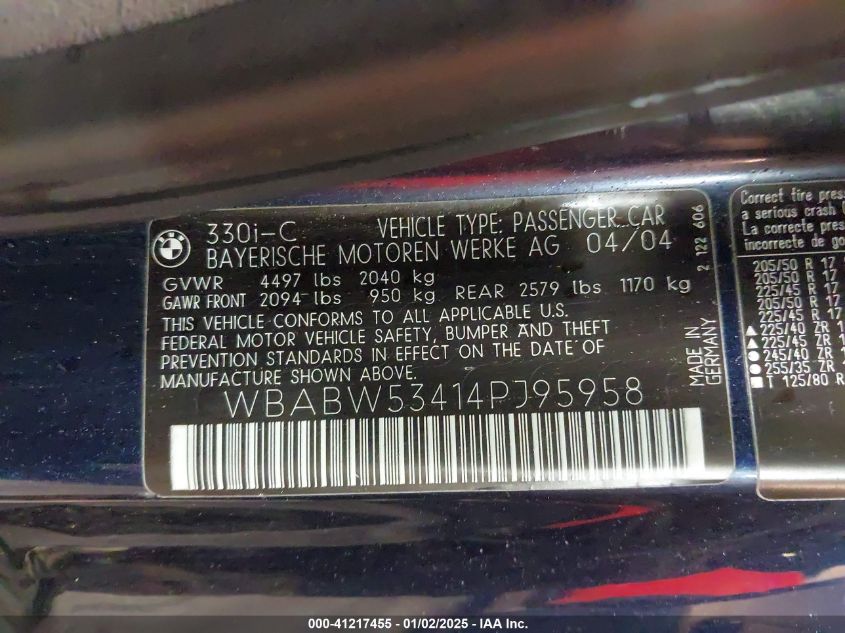 330i-C VEHICLE TYPE: PASSENGER CAR
BAYERISCHE MOTOREN WERKE AG 04/04
GVWR 4497 lbs 2040 kg
GAWR FRONT 2094 lbs 950 kg REAR 2579 lbs 1170 kg
THIS VEHICLE CONFORMS TO ALL APPLICABLE U.S.
FEDERAL MOTOR VEHICLE SAFETY, BUMPER AND THEFT
PREVENTION STANDARDS IN EFFECT ON THE DATE OF
MANUFACTURE SHOWN ABOVE.
WBABW53414PJ95958
MADE IN
GERMANY
2 122 606
Correct tire
a serious crash
La correcte
incorrecte de
205/50 R 17
205/50 R 17
225/45 R 17
205/50 R 17
225/45 R 17
225/40 ZR
225/45 ZR
245/40 ZR
255/35 ZR
T 125/80 R
000-41217455 - 01/02/2025 - IAA Inc.